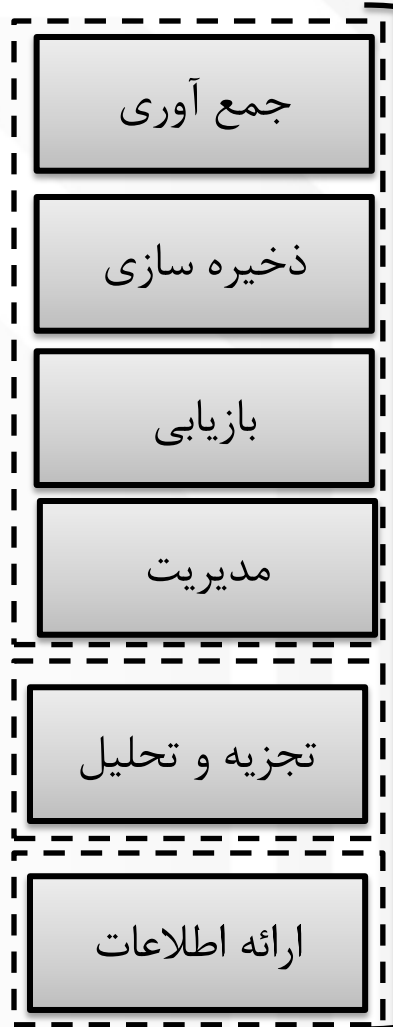 جمع آوری
ذخیره سازی
بازیابی
مدیریت
تجزیه و تحلیل
ارائه اطلاعات